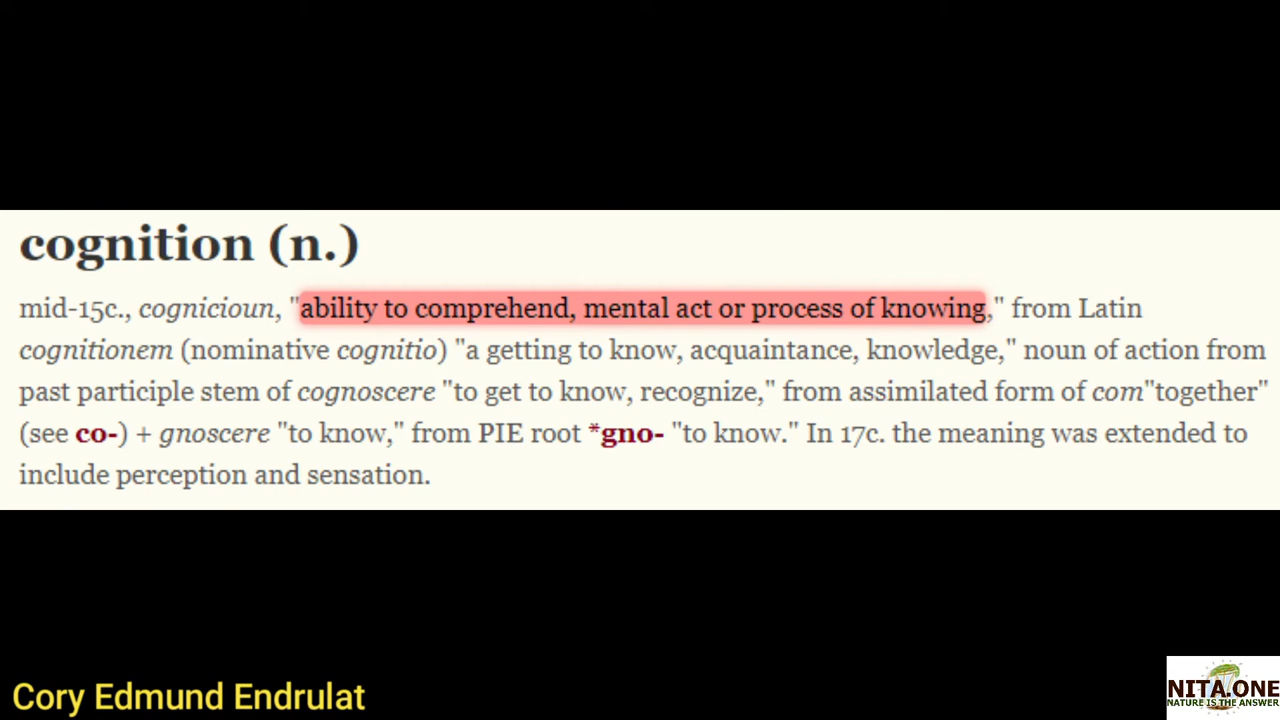 cognition (n.)
mid-15c., cognicioun, "ability to comprehend, mental act or process of knowing," from Latin
cognitionem (nominative cognitio) "a getting to know, acquaintance, knowledge," noun of action from
past participle stem of cognoscere "to get to know, recognize," from assimilated form of com"together"
(see co-) + gnoscere "to know," from PIE root *gno- "to know." In 17c. the meaning was extended to
include perception and sensation.
Cory Edmund Endrulat
NITA.ONE
NATURE IS THE ANSWER